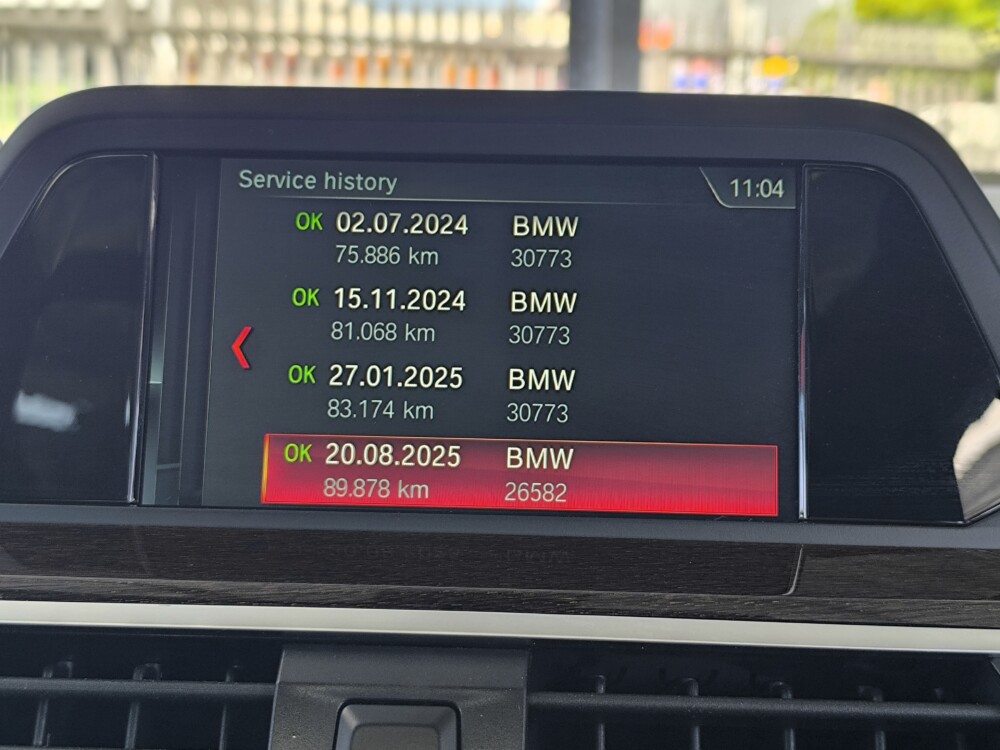 Service history 11:04
OK 02.07.2024 BMW
75.886 km 30773
OK 15.11.2024 BMW
81.068 km 30773
OK 27.01.2025 BMW
83.174 km 30773
OK 20.08.2025 BMW
89.878 km 26582